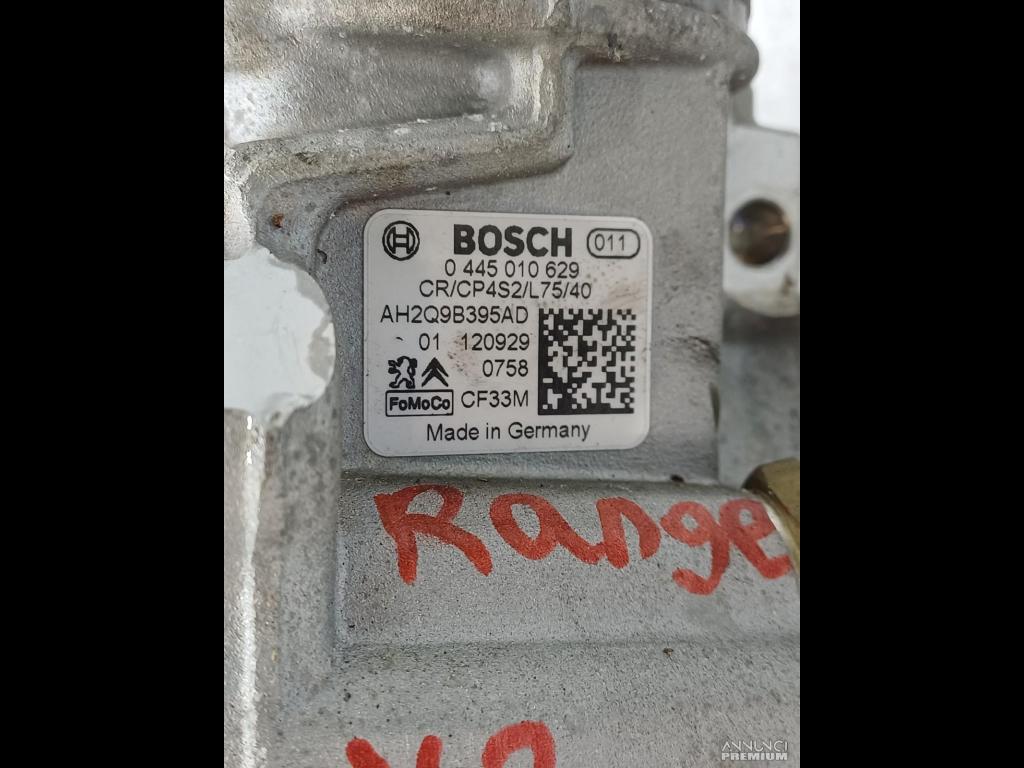 BOSCH 011
0 445 010 629
CR/CP4S2/L75/40
AH2Q9B395AD
01 120929
0758
FoMoCo CF33M
Made in Germany
Range
ANNUNCI
PREMIUM